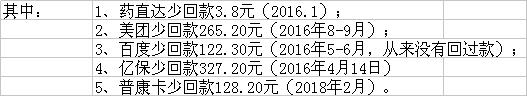 其中： 1、药直达少回款3.8元（2016.1）；
2、美团少回款265.20元（2016年8-9月）；
3、百度少回款122.30元（2016年5-6月，从来没有回过款）；
4、亿保少回款327.20元（2016年4月14日）
5、普康卡少回款128.20元（2018年2月）。